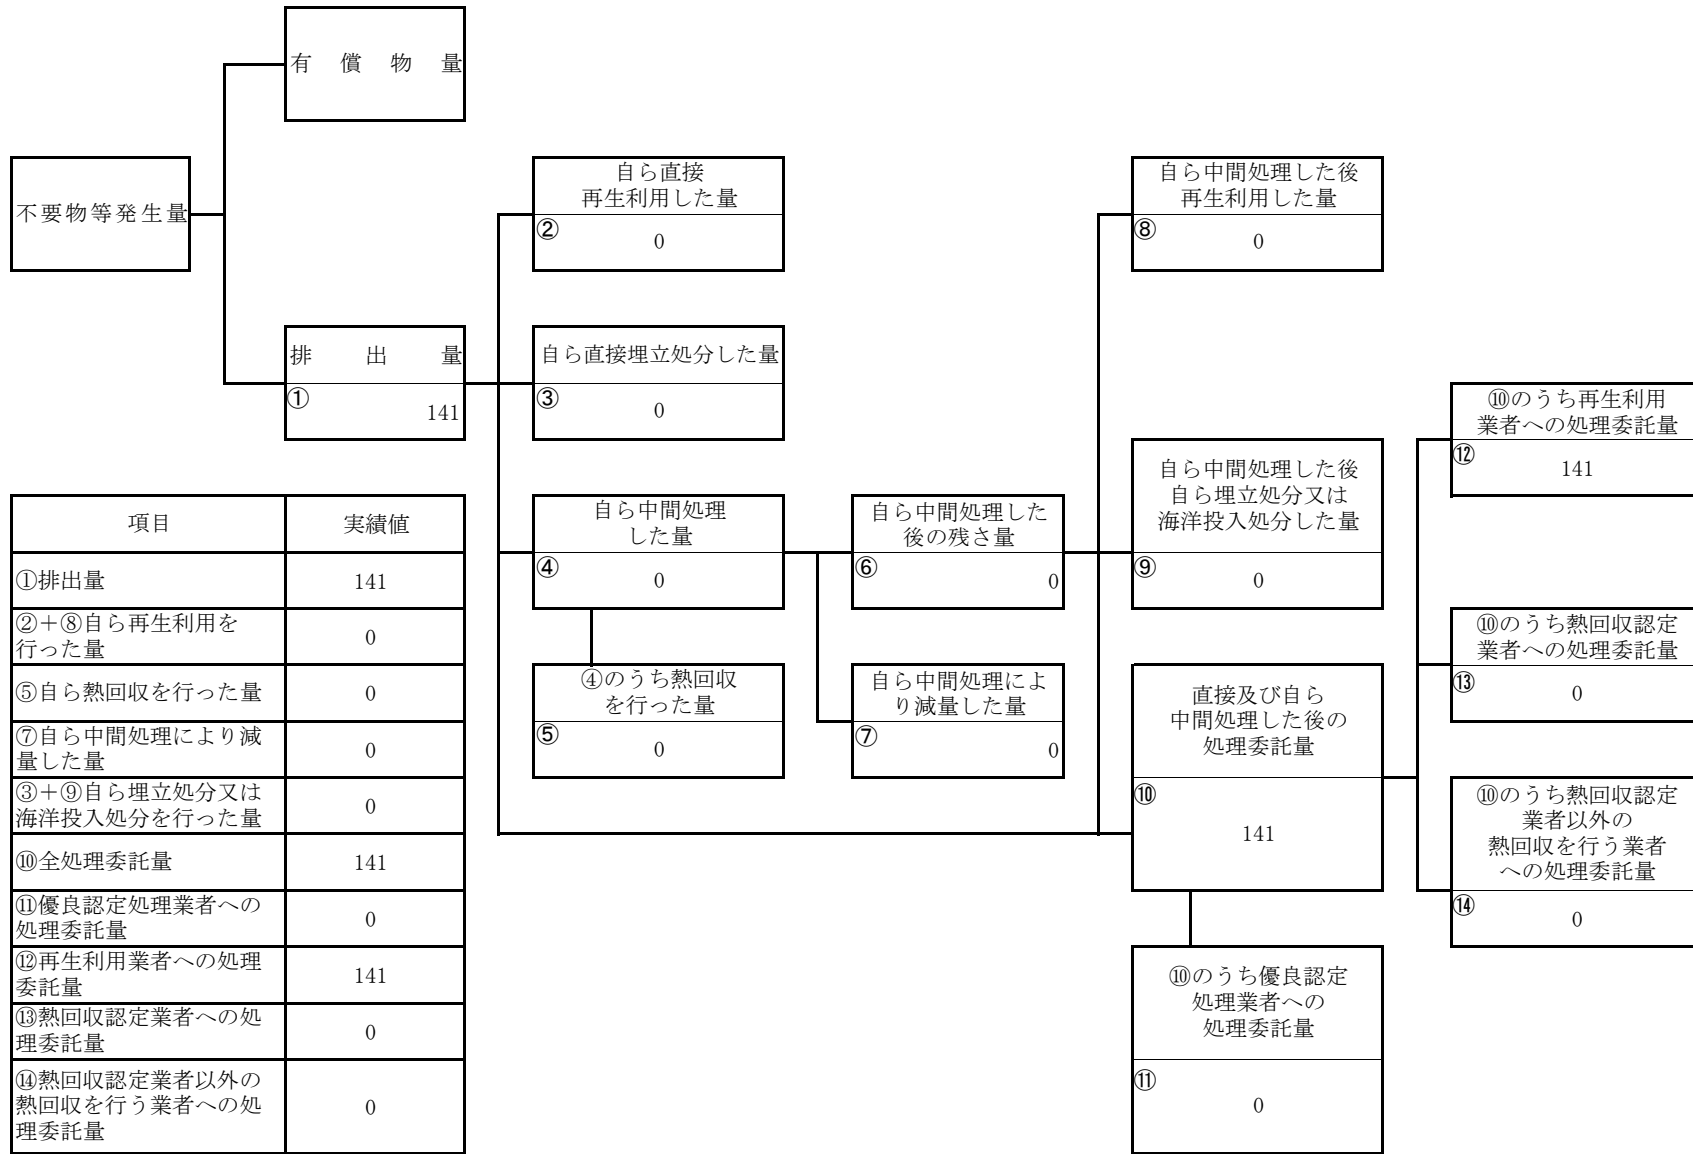 有償物量
不要物等発生量
排出量
①
141
自ら直接
再生利用した量
②
0
自ら直接埋立処分した量
③
0
自ら中間処理
した量
④
0
④のうち熱回収
を行った量
⑤
0
自ら中間処理した
後の残さ量
⑥
0
自ら中間処理によ
り減量した量
⑦
0
自ら中間処理した後
再生利用した量
⑧
0
自ら中間処理した後
自ら埋立処分又は
海洋投入処分した量
⑨
0
直接及び自ら
中間処理した後の
処理委託量
⑩
141
⑩のうち優良認定
処理業者への
処理委託量
⑪
0
⑩のうち再生利用
業者への処理委託量
⑫
141
⑩のうち熱回収認定
業者への処理委託量
⑬
0
⑩のうち熱回収認定
業者以外の
熱回収を行う業者
への処理委託量
⑭
0
項目 実績値
①排出量 141
②+⑧自ら再生利用を
行った量 0
⑤自ら熱回収を行った量 0
⑦自ら中間処理により減
量した量 0
③+⑨自ら埋立処分又は
海洋投入処分を行った量 0
⑩全処理委託量 141
⑪優良認定処理業者への
処理委託量 0
⑫再生利用業者への処理
委託量 141
⑬熱回収認定業者への処
理委託量 0
⑭熱回収認定業者以外の
熱回収を行う業者への処
理委託量 0